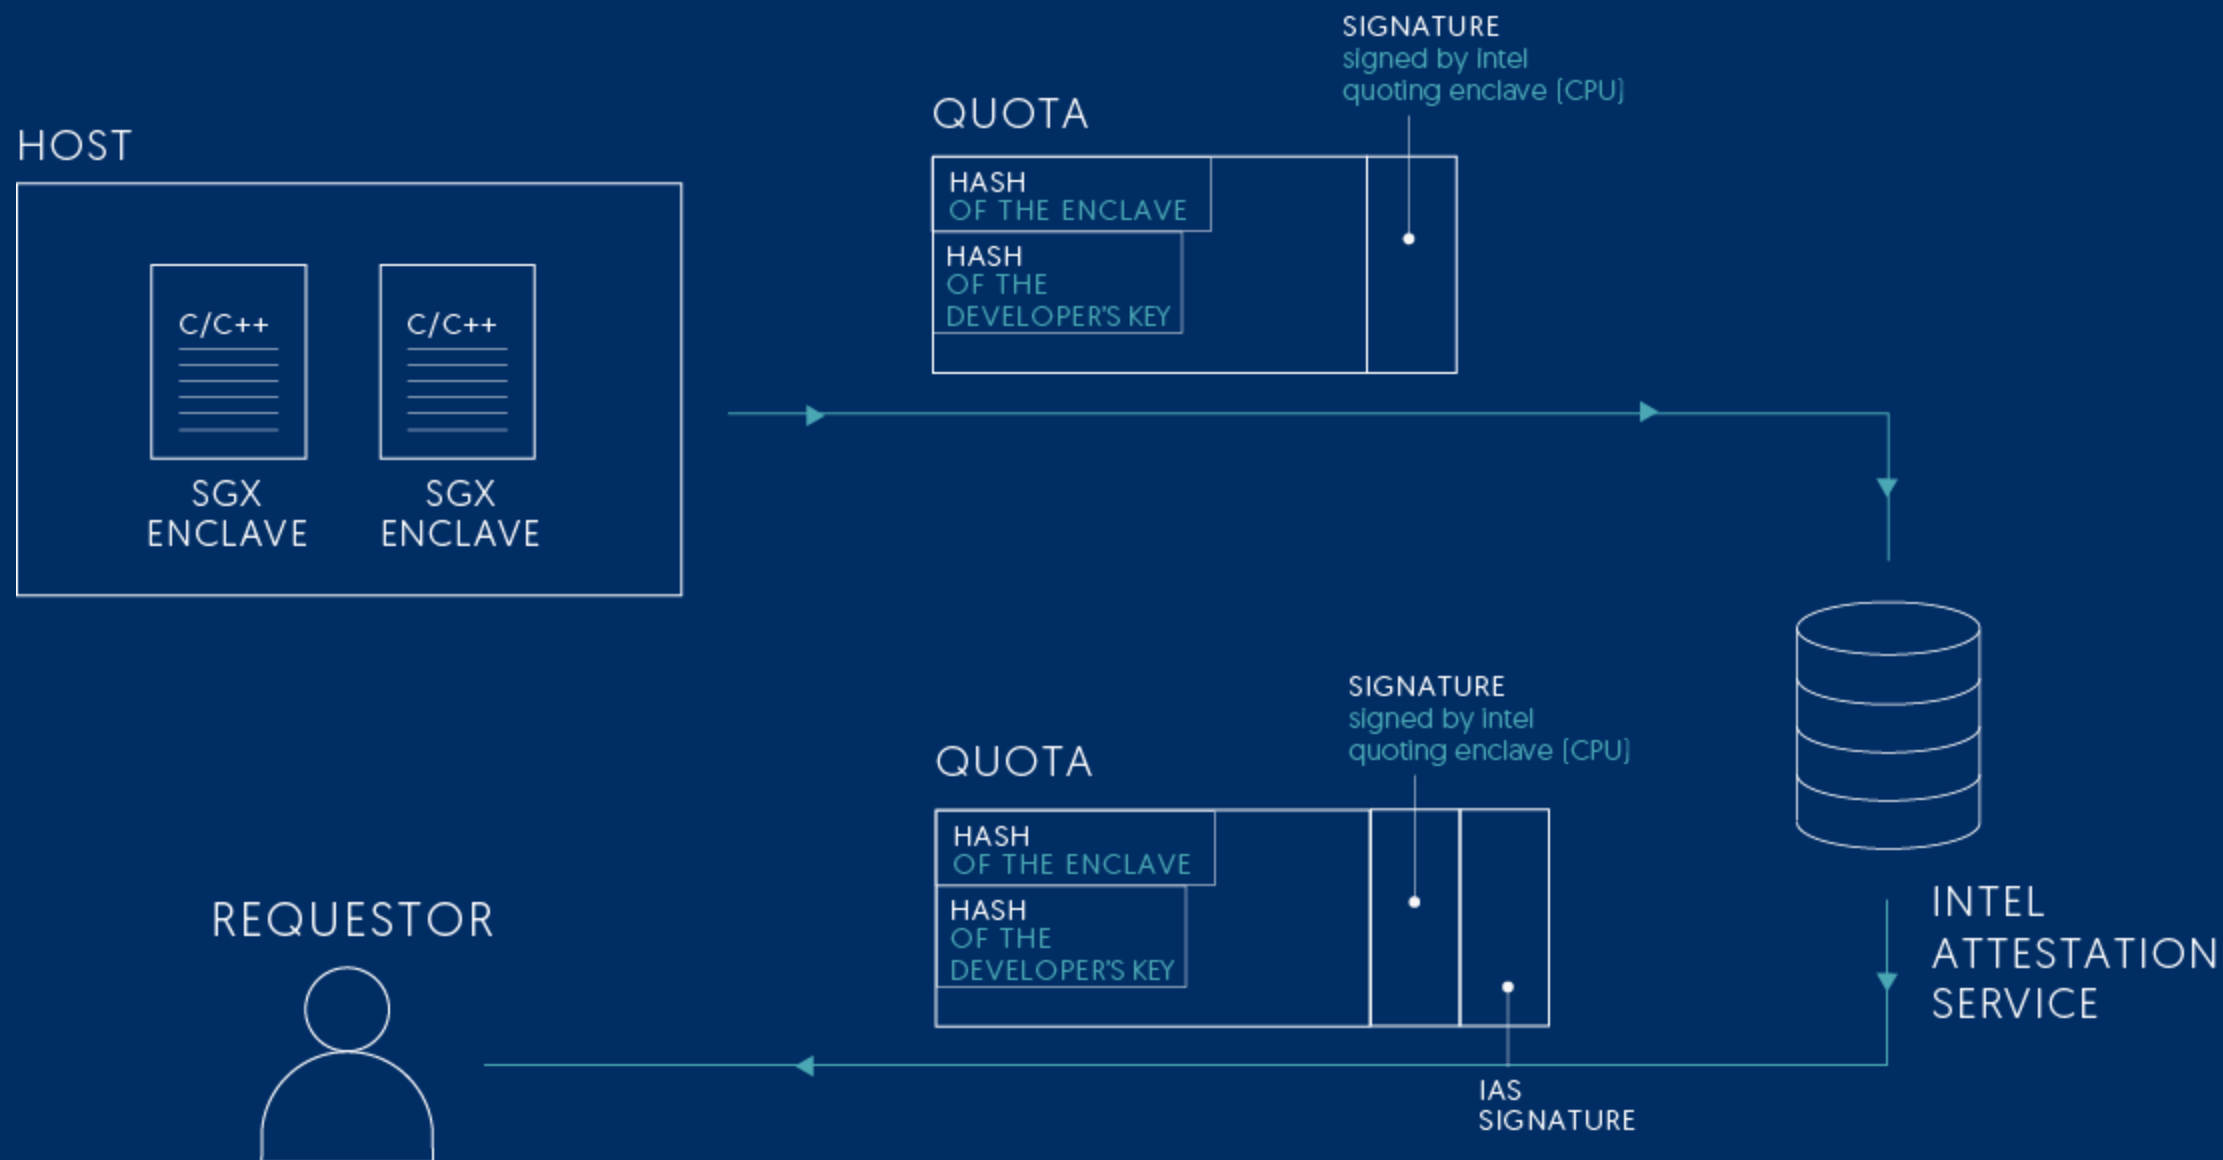 HOST
C/C++
SGX
ENCLAVE
C/C++
SGX
ENCLAVE
QUOTA
SIGNATURE
signed by intel
quoting enclave (CPU)
HASH
OF THE ENCLAVE
HASH
OF THE
DEVELOPER'S KEY
INTEL
ATTESTATION
SERVICE
QUOTA
SIGNATURE
signed by intel
quoting enclave (CPU)
HASH
OF THE ENCLAVE
HASH
OF THE
DEVELOPER'S KEY
IAS
SIGNATURE
REQUESTOR